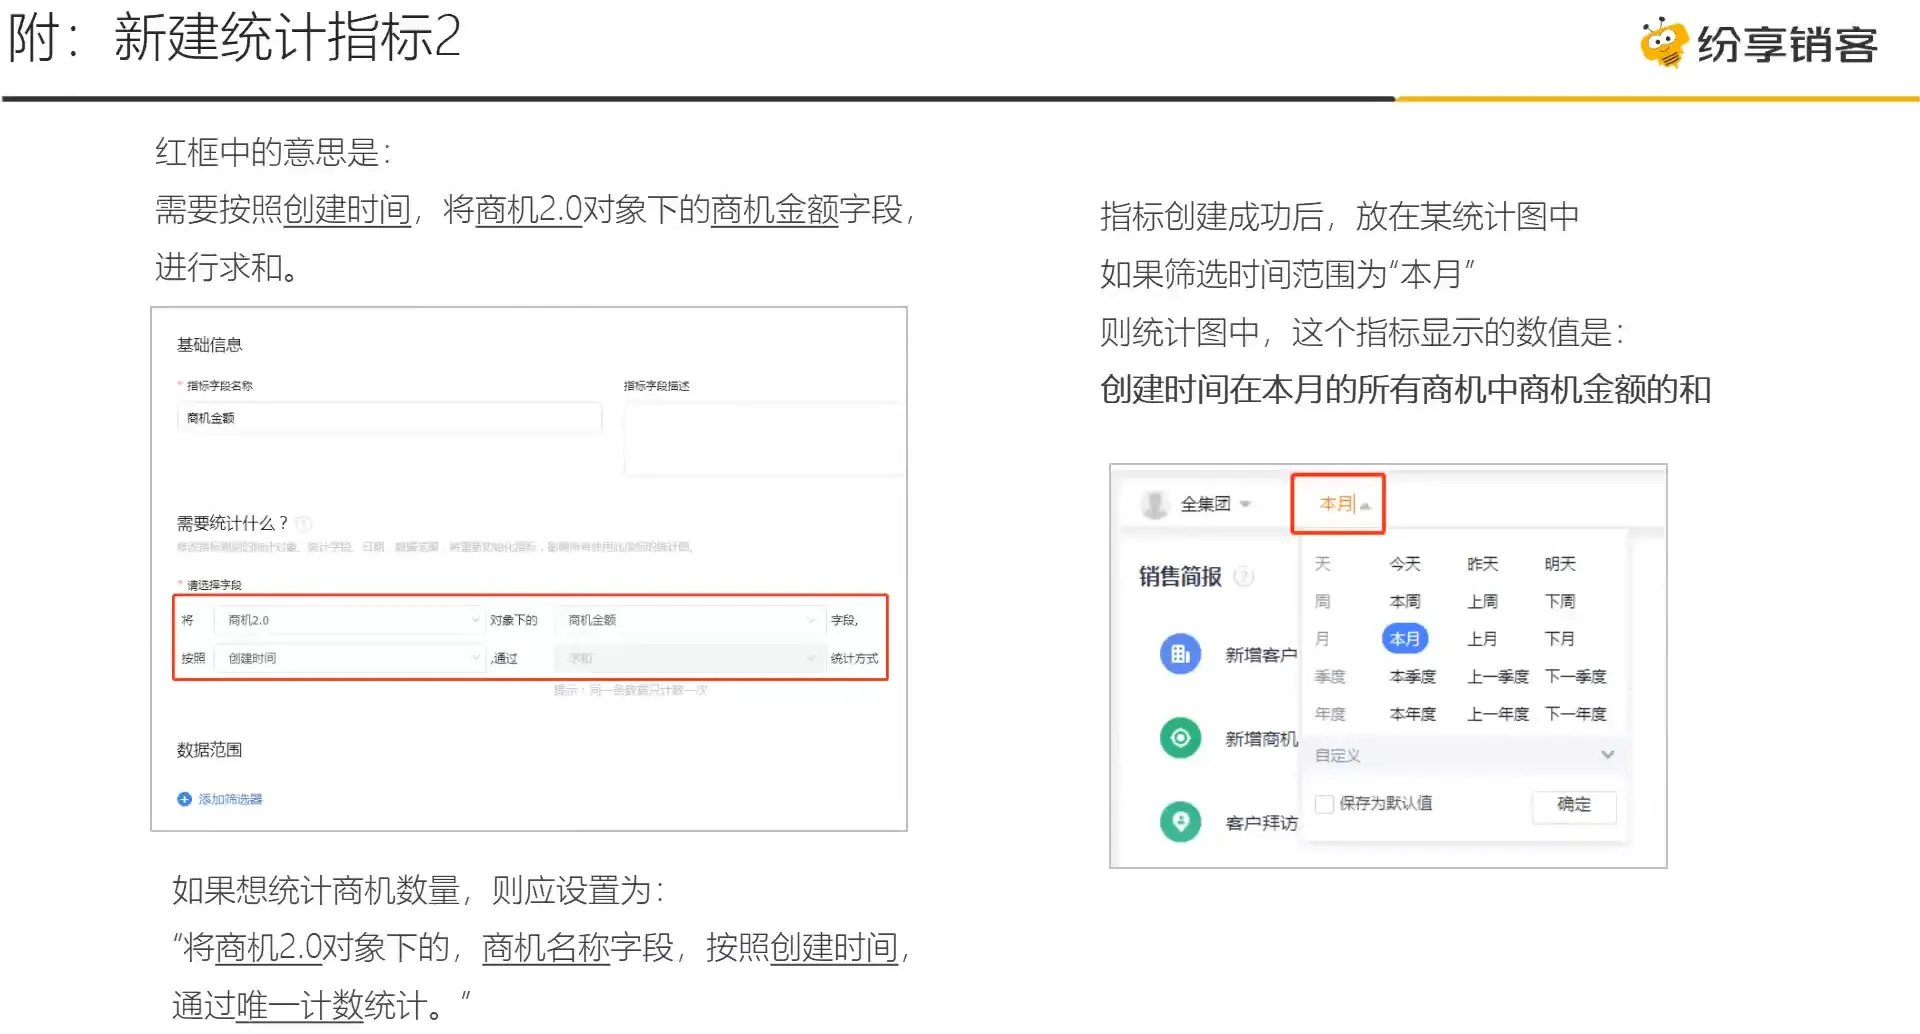 附：新建统计指标2
纷享销客
红框中的意思是：
需要按照创建时间，将商机2.0对象下的商机金额字段，
进行求和。
基础信息
* 指标字段名称
指标字段描述
商机金额
需要统计什么？
* 请选择字段
将 商机2.0 对象下的 商机金额 字段,
按照 创建时间 ,通过 统计方式
提示：同一条数据只计数一次
数据范围
添加筛选器
如果想统计商机数量，则应设置为：
“将商机2.0对象下的，商机名称字段，按照创建时间，
通过唯一计数统计。”
指标创建成功后，放在某统计图中
如果筛选时间范围为“本月”
则统计图中，这个指标显示的数值是：
创建时间在本月的所有商机中商机金额的和
全集团 本月
销售简报
新增客户
新增商机
客户拜访
天 今天 昨天 明天
周 本周 上周 下周
月 本月 上月 下月
季度 本季度 上一季度 下一季度
年度 本年度 上一年度 下一年度
自定义
保存为默认值 确定